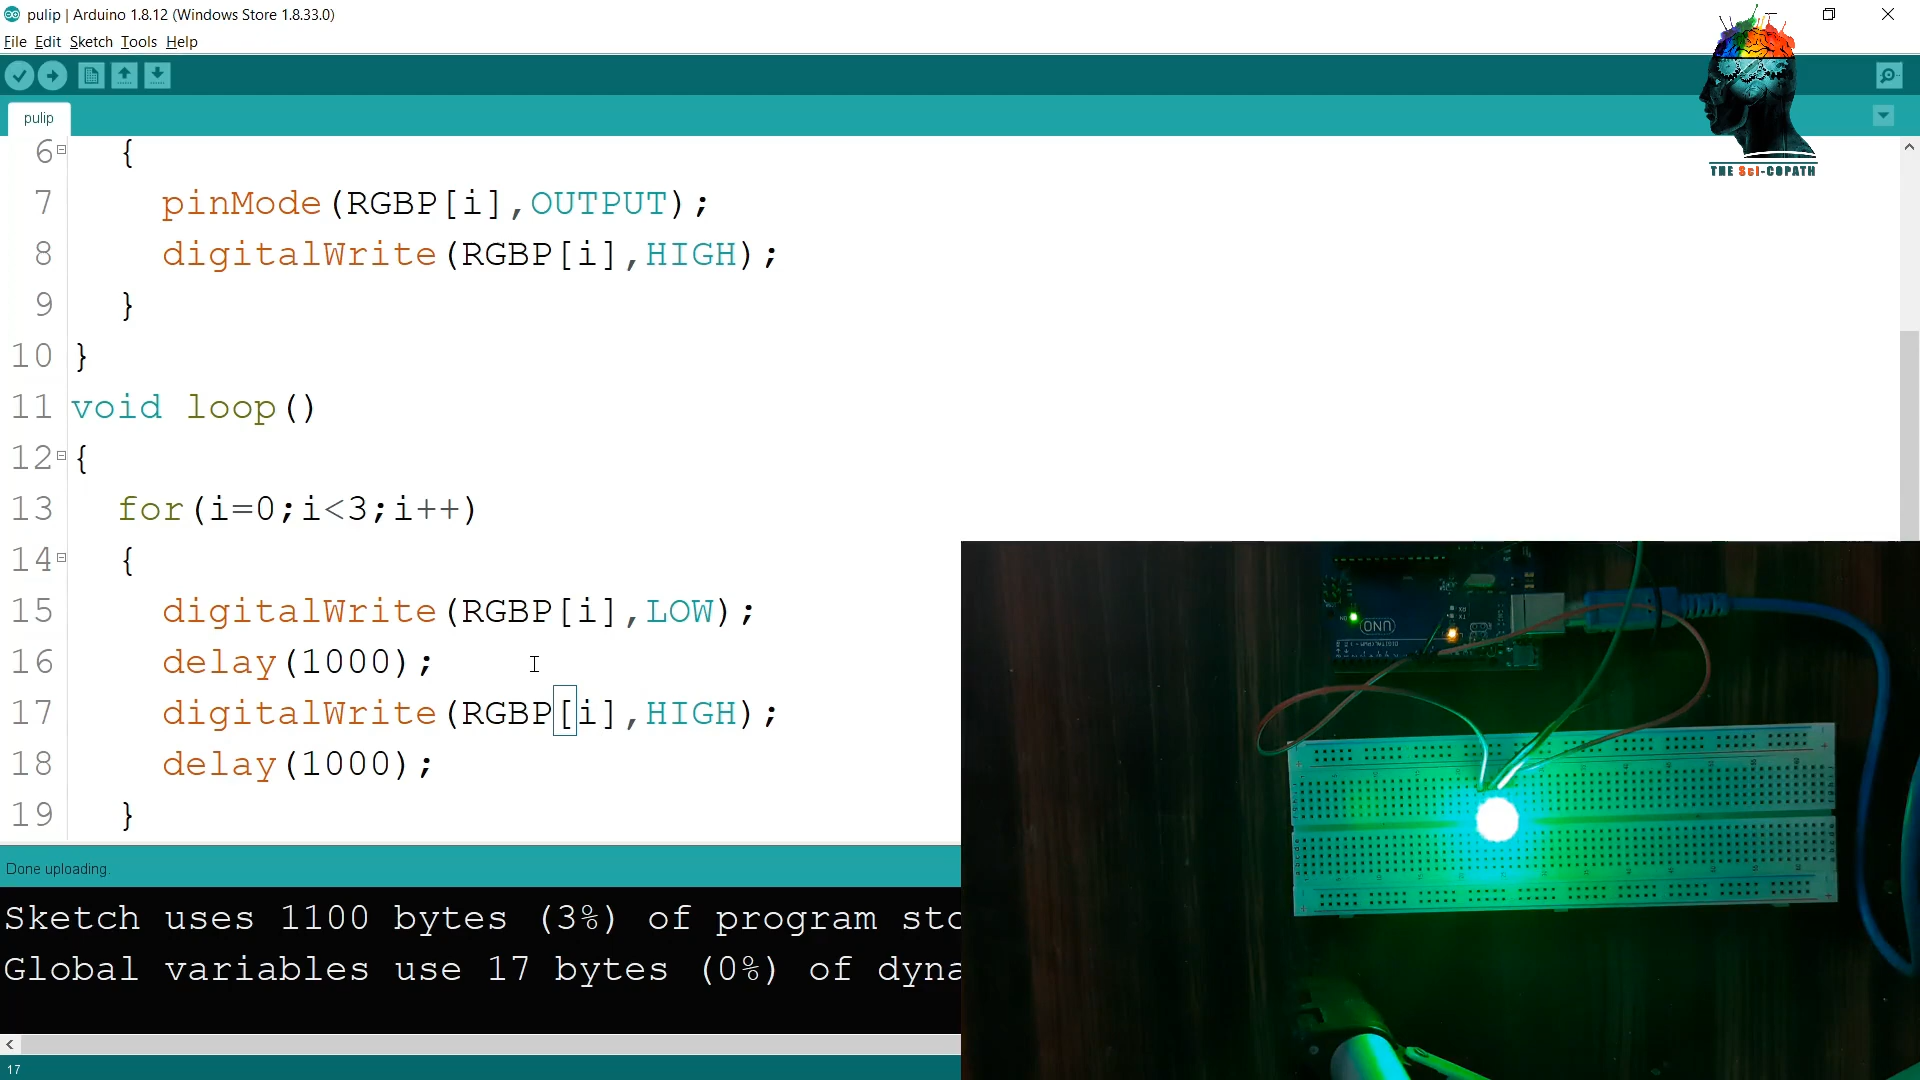 pulip | Arduino 1.8.12 (Windows Store 1.8.33.0)
File Edit Sketch Tools Help
pulip
THE Sci-COPATH
6 {
7 pinMode(RGBP[i],OUTPUT);
8 digitalWrite(RGBP[i],HIGH);
9 }
10 }
11 void loop()
12 {
13 for(i=0;i<3;i++)
14 {
15 digitalWrite(RGBP[i],LOW);
16 delay(1000);
17 digitalWrite(RGBP[i],HIGH);
18 delay(1000);
19 }
Done uploading.
Sketch uses 1100 bytes (3%) of program sto
Global variables use 17 bytes (0%) of dyna
17
UNO
TX
RX
ON